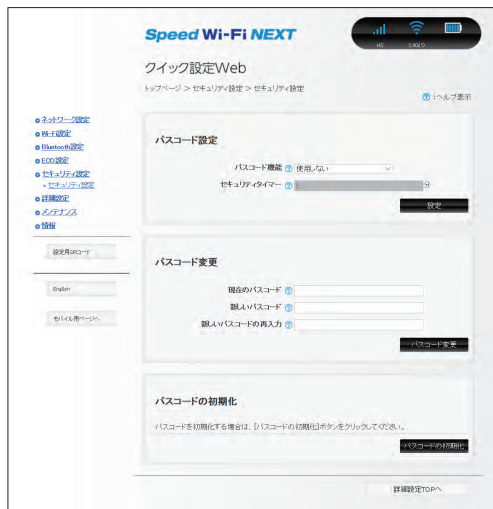 Speed Wi-Fi NEXT
HS
2.4G(1)
クイック設定Web
トップページ > セキュリティ設定 > セキュリティ設定
? :ヘルプ表示
ネットワーク設定
Wi-Fi設定
Bluetooth設定
ECO設定
セキュリティ設定
セキュリティ設定
詳細設定
メンテナンス
情報
設定用QRコード
English
モバイル用ページへ
パスコード設定
パスコード機能 ? 使用しない
セキュリティタイマー ? 分
設定
パスコード変更
現在のパスコード ?
新しいパスコード ?
新しいパスコードの再入力 ?
パスコード変更
パスコードの初期化
パスコードを初期化する場合は、[パスコードの初期化]ボタンをクリックしてください。
パスコードの初期化
詳細設定TOPへ